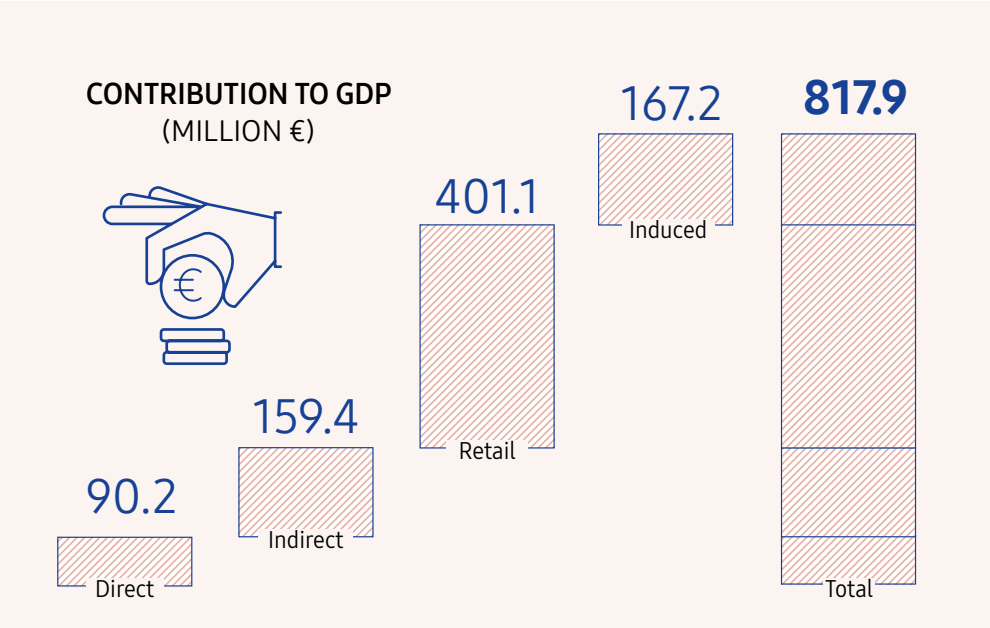 CONTRIBUTION TO GDP
(MILLION €)
90.2
Direct
159.4
Indirect
401.1
Retail
167.2
Induced
817.9
Total
€